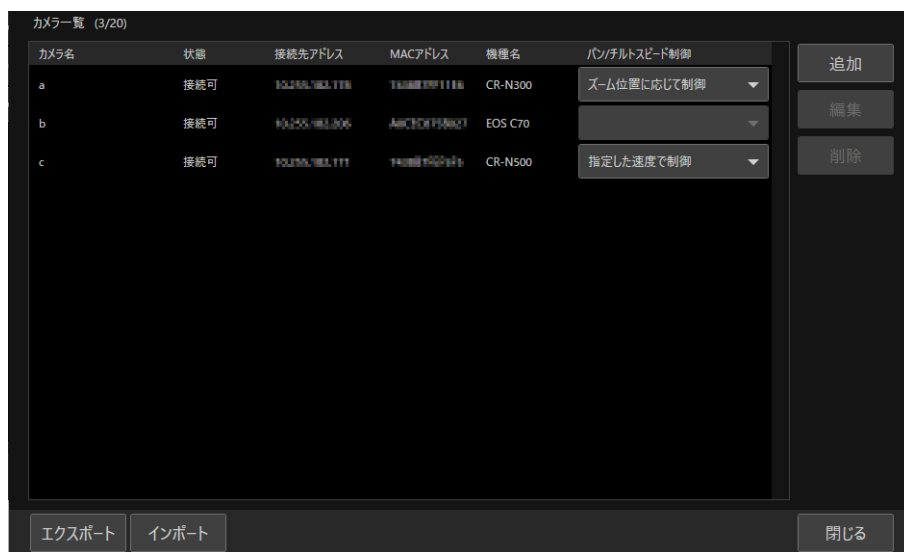 カメラ一覧 (3/20)
カメラ名 状態 接続先アドレス MACアドレス 機種名 パン/チルトスピード制御
追加
a 接続可 CR-N300 ズーム位置に応じて制御
編集
b 接続可 EOS C70
削除
c 接続可 CR-N500 指定した速度で制御
エクスポート インポート 閉じる